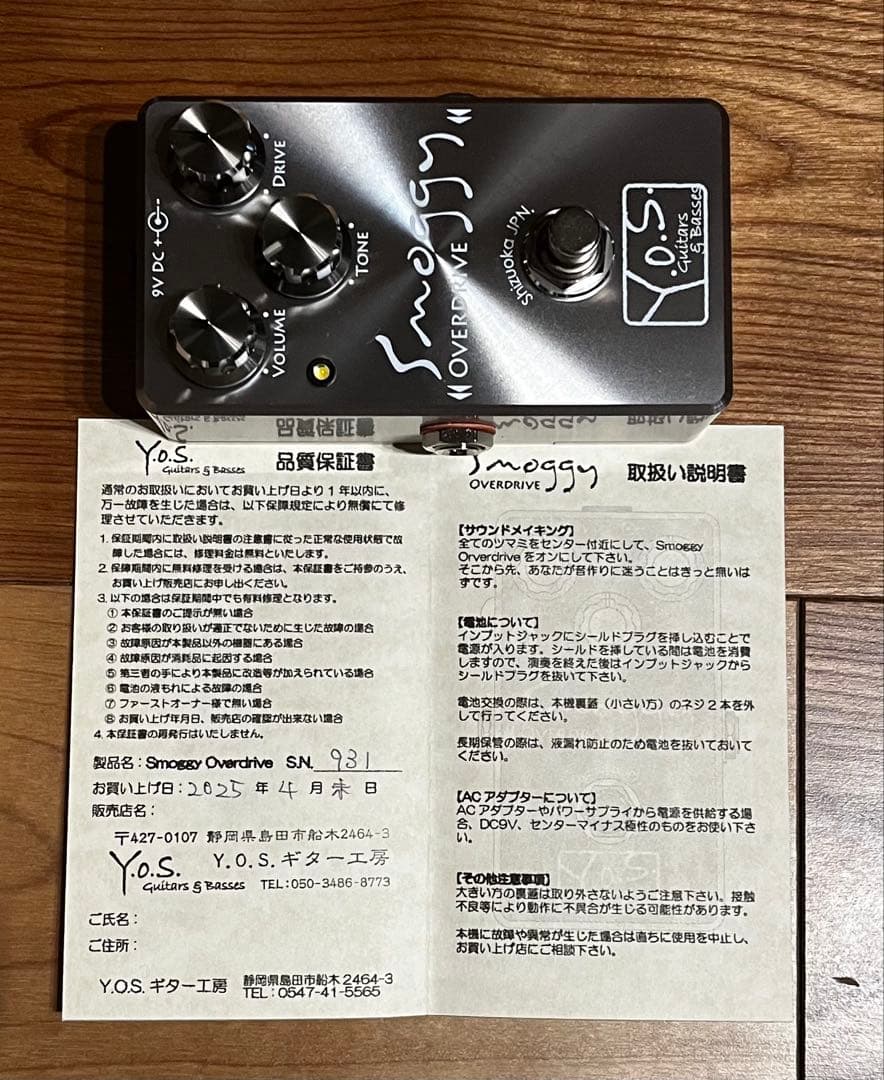 DRIVE
9V DC
TONE
VOLUME
Smoggy
OVERDRIVE
Shizuoka JPN.
Y.O.S.
Guitars
& Basses
Y.O.S.
Guitars & Basses
品質保証書
通常のお取扱いにおいてお買い上げ日より1年以内に、
万一故障を生じた場合は、以下保障規定により無償にて修
理させていただきます。
1. 保証期間内に取扱い説明書の注意書に従った正常な使用状態で故
障した場合には、修理料金は無料といたします。
2. 保障期間内に無料修理を受ける場合は、本保証書をご持参のうえ、
お買い上げ販売店にお申し出ください。
3. 以下の場合は保証期間中でも有料修理となります。
① 本保証書のご提示が無い場合
② お客様の取り扱いが適正でないために生じた故障の場合
③ 故障原因が本製品以外の機器にある場合
④ 故障原因が消耗品に起因する場合
⑤ 第三者の手により本製品に改造等が加えられている場合
⑥ 電池の液もれによる故障の場合
⑦ ファーストオーナー様で無い場合
⑧ お買い上げ年月日、販売店の確認が出来ない場合
4. 本保証書の再発行はいたしません。
製品名：Smoggy Overdrive S.N. 931
お買い上げ日：2025 年 4 月 末 日
販売店名：
〒427-0107 静岡県島田市船木2464-3
Y.O.S. Y.O.S.ギター工房
Guitars & Basses TEL:050-3486-8773
ご氏名：
ご住所：
Y.O.S. ギター工房 静岡県島田市船木 2464-3
TEL：0547-41-5565
Smoggy
OVERDRIVE
取扱い説明書
【サウンドメイキング】
全てのツマミをセンター付近にして、Smoggy
Orverdriveをオンにして下さい。
そこから先、あなたが音作りに迷うことはきっと無いは
ずです。
【電池について】
インプットジャックにシールドプラグを挿し込むことで
電源が入ります。シールドを挿している間は電池を消費
しますので、演奏を終えた後はインプットジャックから
シールドプラグを抜いて下さい。
電池交換の際は、本機裏蓋（小さい方）のネジ2本を外
して行ってください。
長期保管の際は、液漏れ防止のため電池を抜いておいて
ください。
【ACアダプターについて】
ACアダプターやパワーサプライから電源を供給する場
合、DC9V、センターマイナス極性のものをお使い下さ
い。
【その他注意事項】
大きい方の裏蓋は取り外さないようご注意下さい。接触
不良等により動作に不具合が生じる可能性があります。
本機に故障や異常が生じた場合は直ちに使用を中止し、
お買い上げ店にご相談下さい。